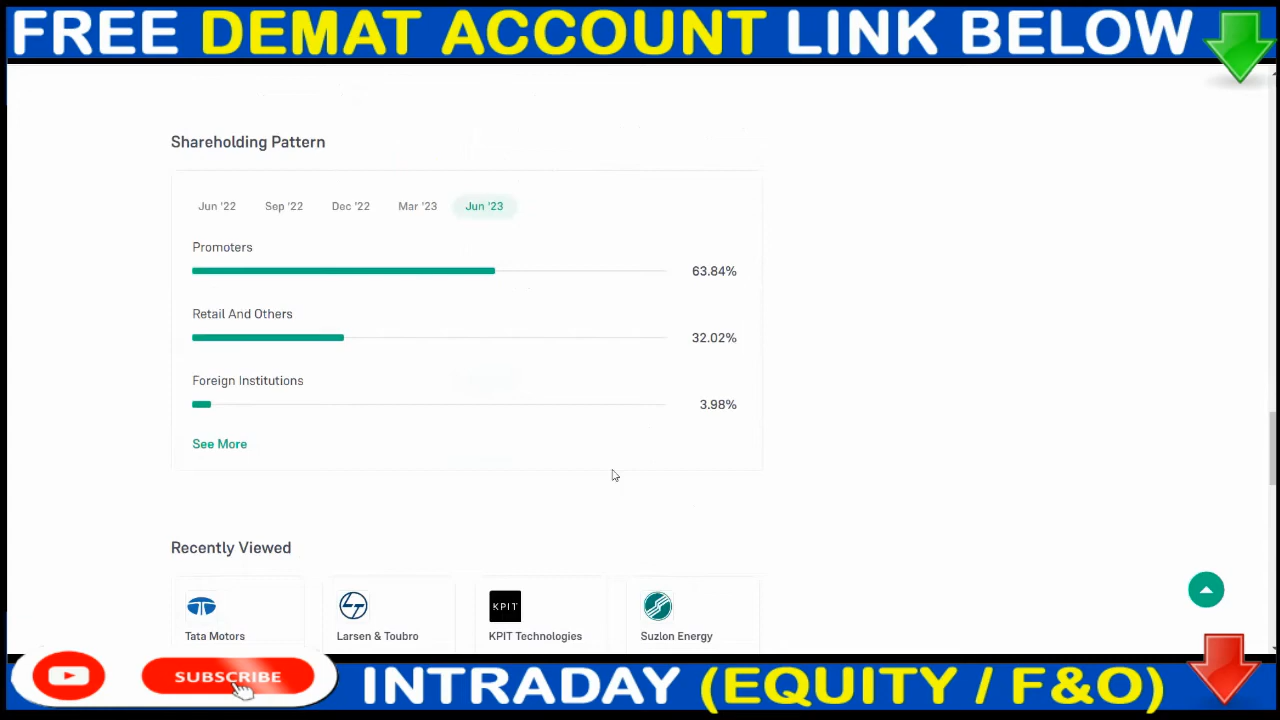 FREE DEMAT ACCOUNT LINK BELOW
Shareholding Pattern
Jun '22 Sep '22 Dec '22 Mar '23 Jun '23
Promoters
63.84%
Retail And Others
32.02%
Foreign Institutions
3.98%
See More
Recently Viewed
KPIT
Tata Motors Larsen & Toubro KPIT Technologies Suzlon Energy
SUBSCRIBE
INTRADAY (EQUITY / F&O)